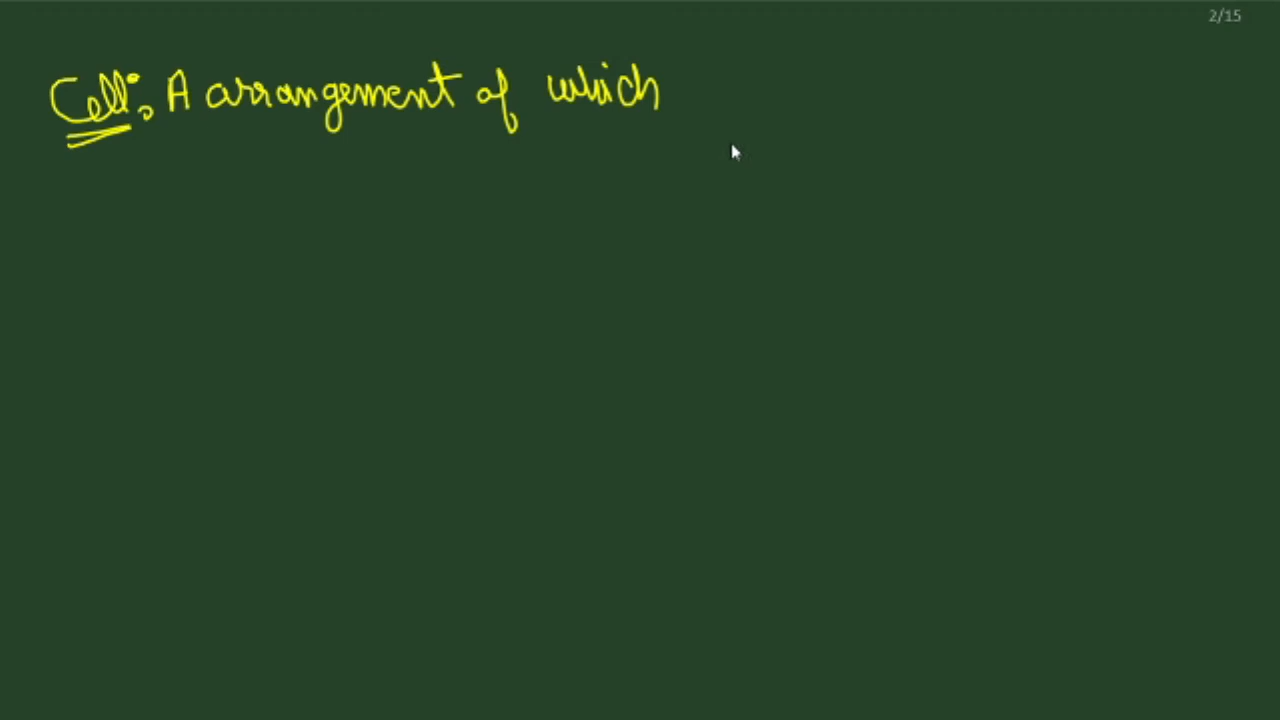 2/15
Cell:, A arrangement of which